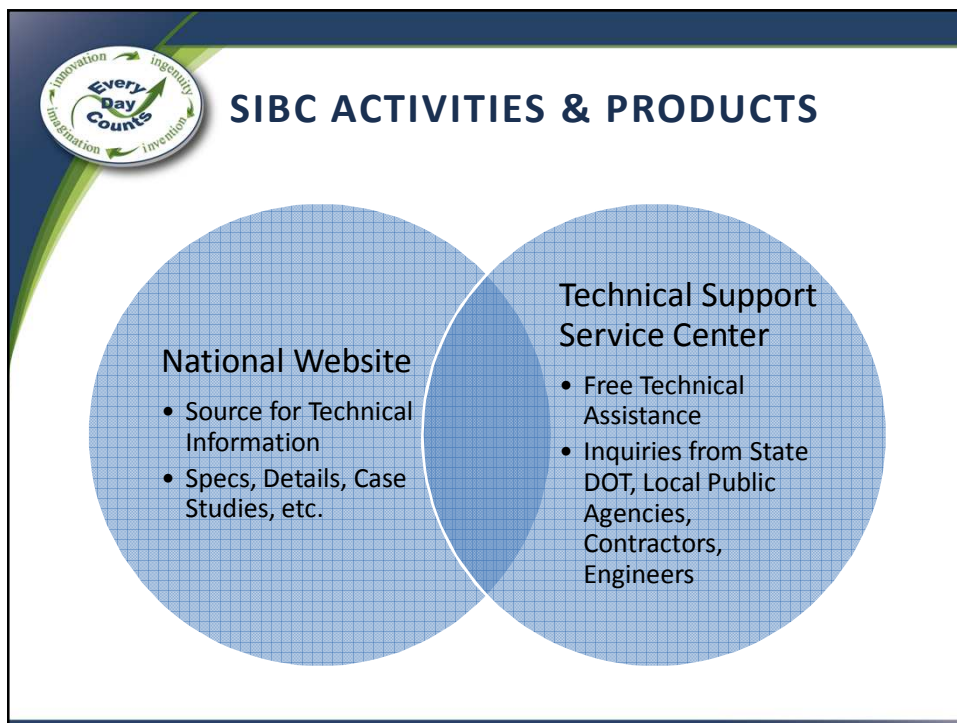 innovation
ingenuity
invention
imagination
Every
Day
Counts
SIBC ACTIVITIES & PRODUCTS
National Website
• Source for Technical
Information
• Specs, Details, Case
Studies, etc.
Technical Support
Service Center
• Free Technical
Assistance
• Inquiries from State
DOT, Local Public
Agencies,
Contractors,
Engineers